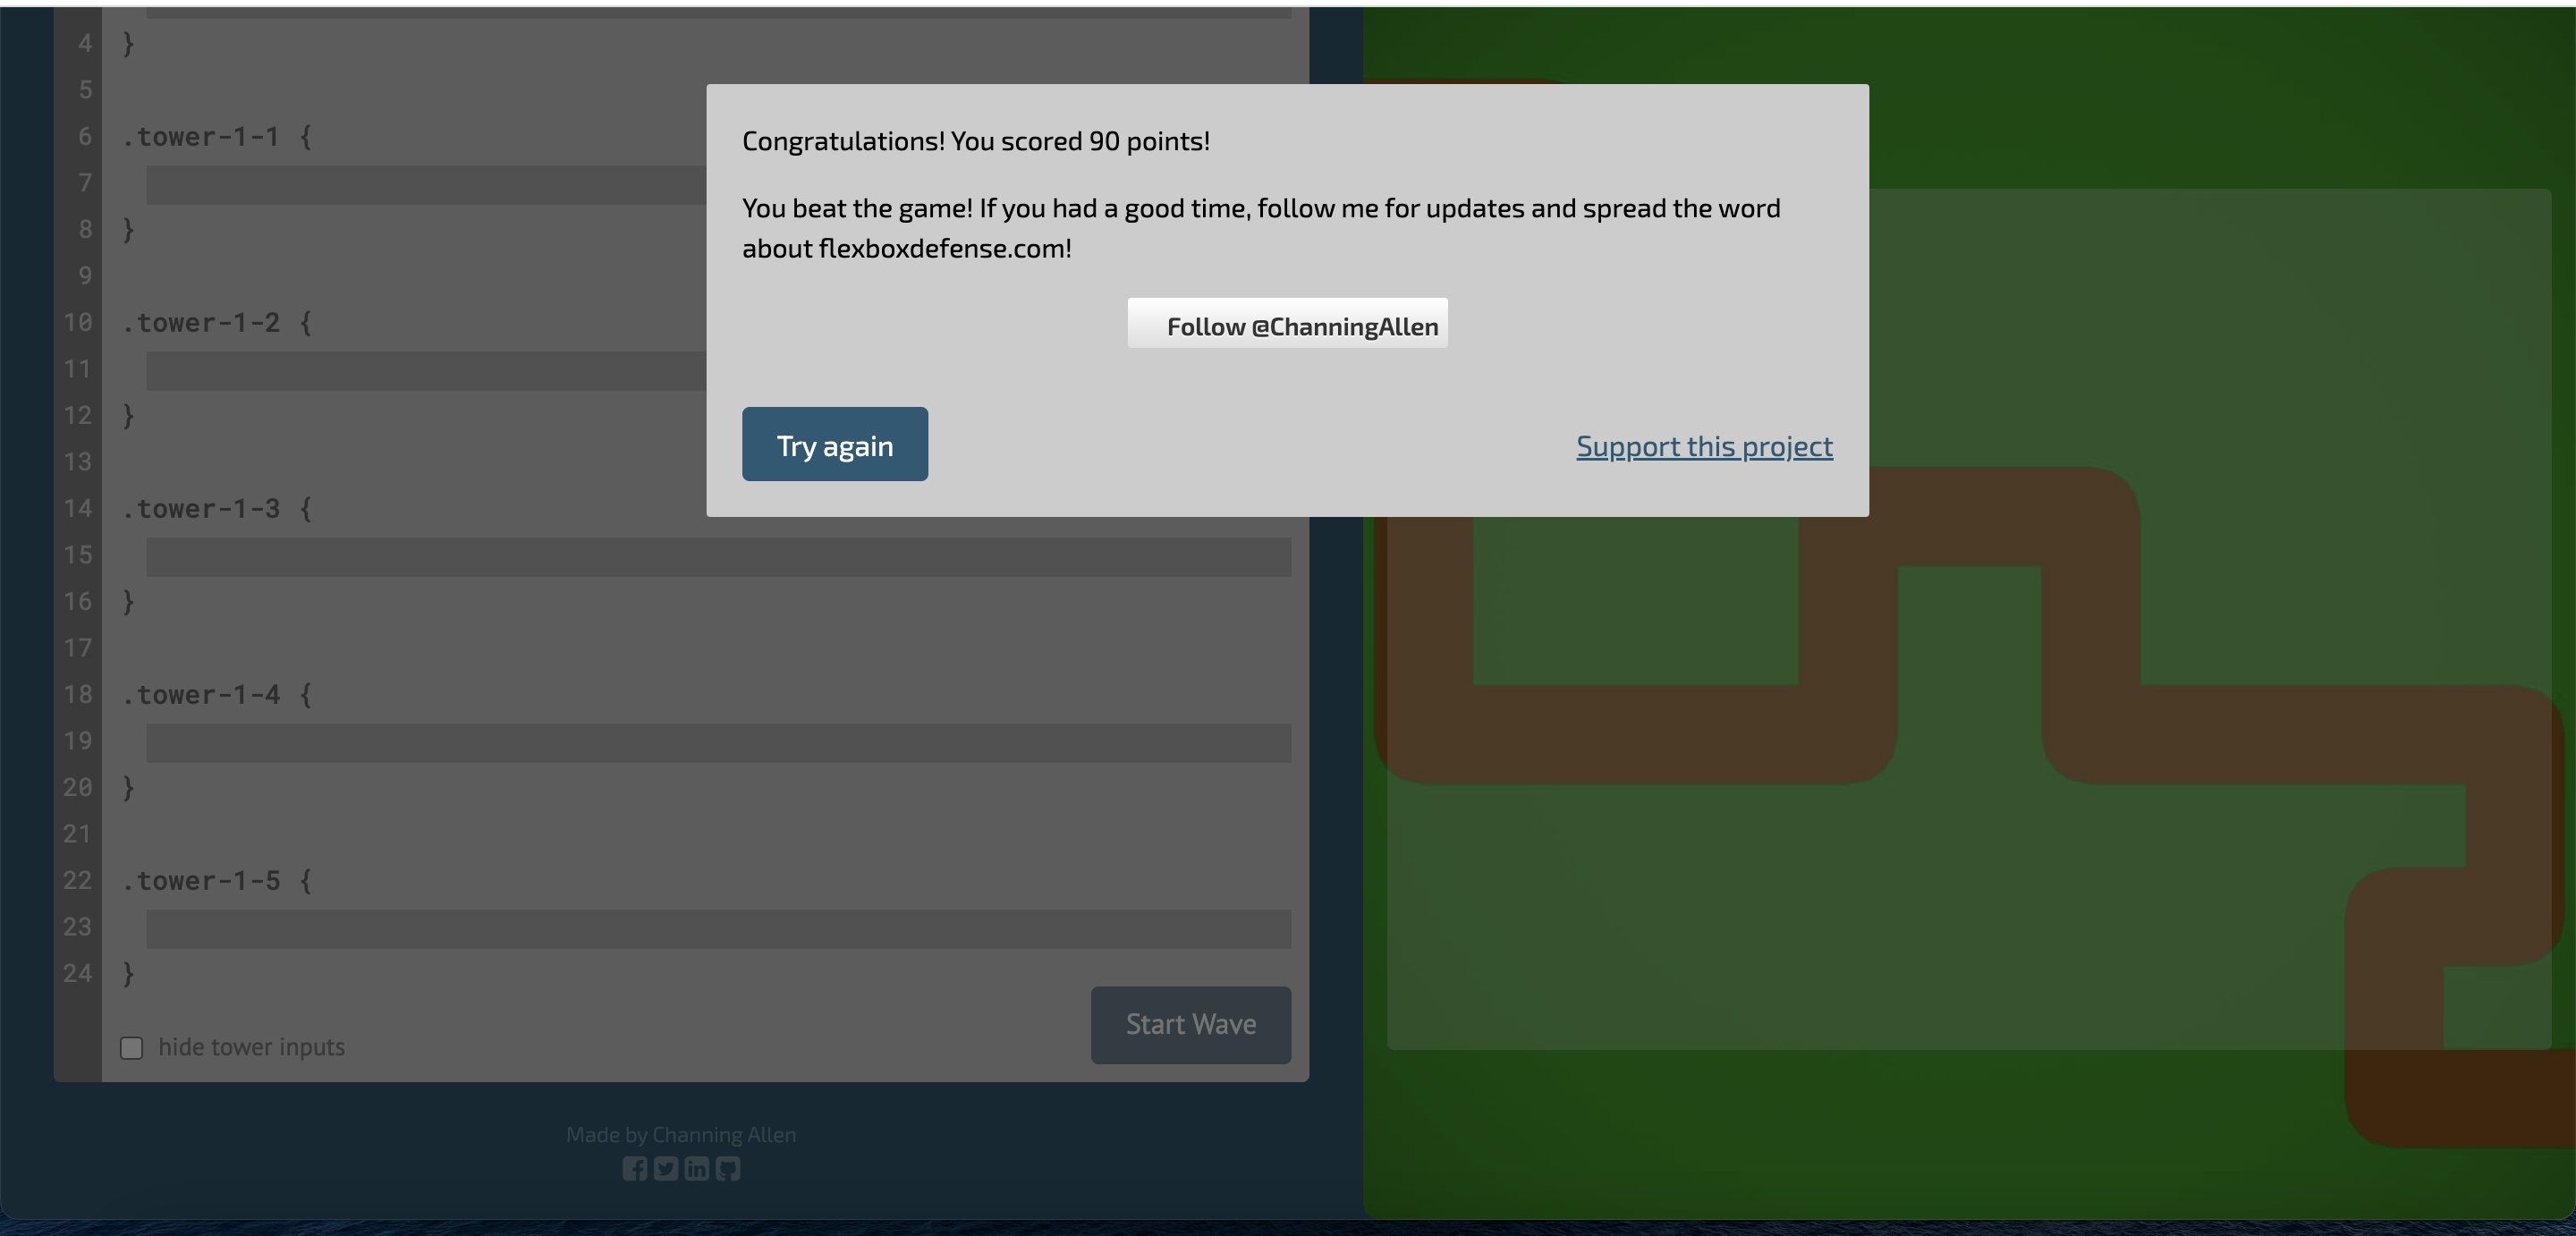 4 }
5
6 .tower-1-1 {
7
8 }
9
10 .tower-1-2 {
11
12 }
13
14 .tower-1-3 {
15
16 }
17
18 .tower-1-4 {
19
20 }
21
22 .tower-1-5 {
23
24 }
hide tower inputs
Start Wave
Made by Channing Allen
Congratulations! You scored 90 points!
You beat the game! If you had a good time, follow me for updates and spread the word
about flexboxdefense.com!
Follow @ChanningAllen
Try again
Support this project